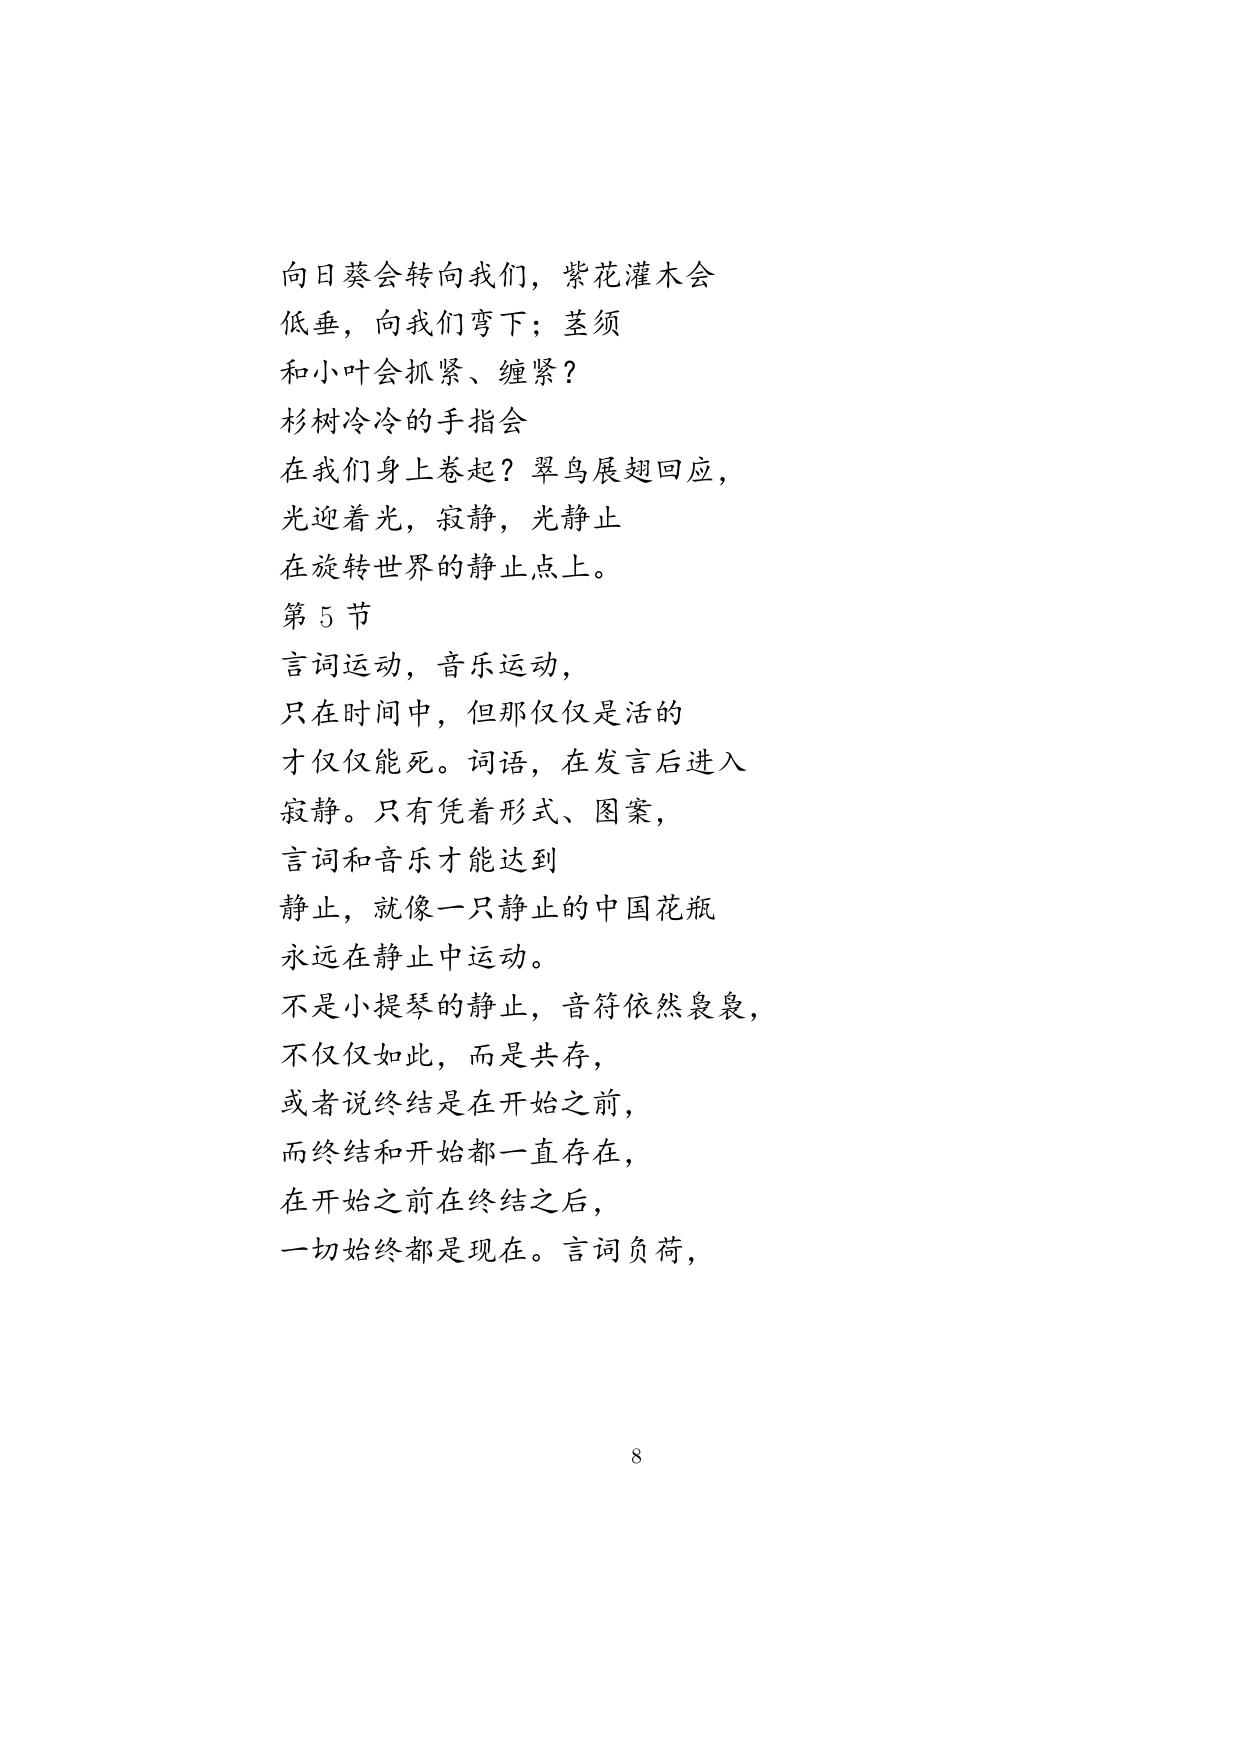 向日葵会转向我们，紫花灌木会
低垂，向我们弯下；茎须
和小叶会抓紧、缠紧？
杉树冷冷的手指会
在我们身上卷起？翠鸟展翅回应，
光迎着光，寂静，光静止
在旋转世界的静止点上。
第 5 节
言词运动，音乐运动，
只在时间中，但那仅仅是活的
才仅仅能死。词语，在发言后进入
寂静。只有凭着形式、图案，
言词和音乐才能达到
静止，就像一只静止的中国花瓶
永远在静止中运动。
不是小提琴的静止，音符依然袅袅，
不仅仅如此，而是共存，
或者说终结是在开始之前，
而终结和开始都一直存在，
在开始之前在终结之后，
一切始终都是现在。言词负荷，
8